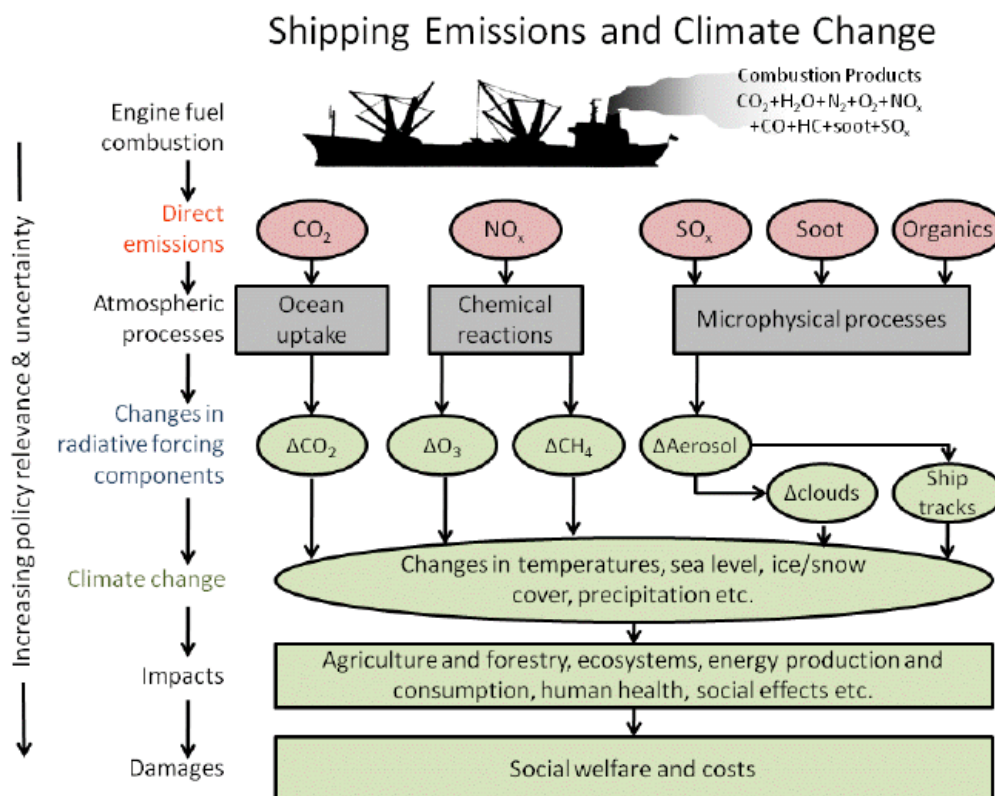 Shipping Emissions and Climate Change
Combustion Products
CO₂+H₂O+N₂+O₂+NOₓ
+CO+HC+soot+SOₓ
Engine fuel
combustion
Increasing policy relevance & uncertainty
Direct
emissions
CO₂
NOₓ
SOₓ
Soot
Organics
Atmospheric
processes
Ocean
uptake
Chemical
reactions
Microphysical processes
Changes in
radiative forcing
components
ΔCO₂
ΔO₃
ΔCH₄
ΔAerosol
Δclouds
Ship
tracks
Climate change
Changes in temperatures, sea level, ice/snow
cover, precipitation etc.
Impacts
Agriculture and forestry, ecosystems, energy production and
consumption, human health, social effects etc.
Damages
Social welfare and costs